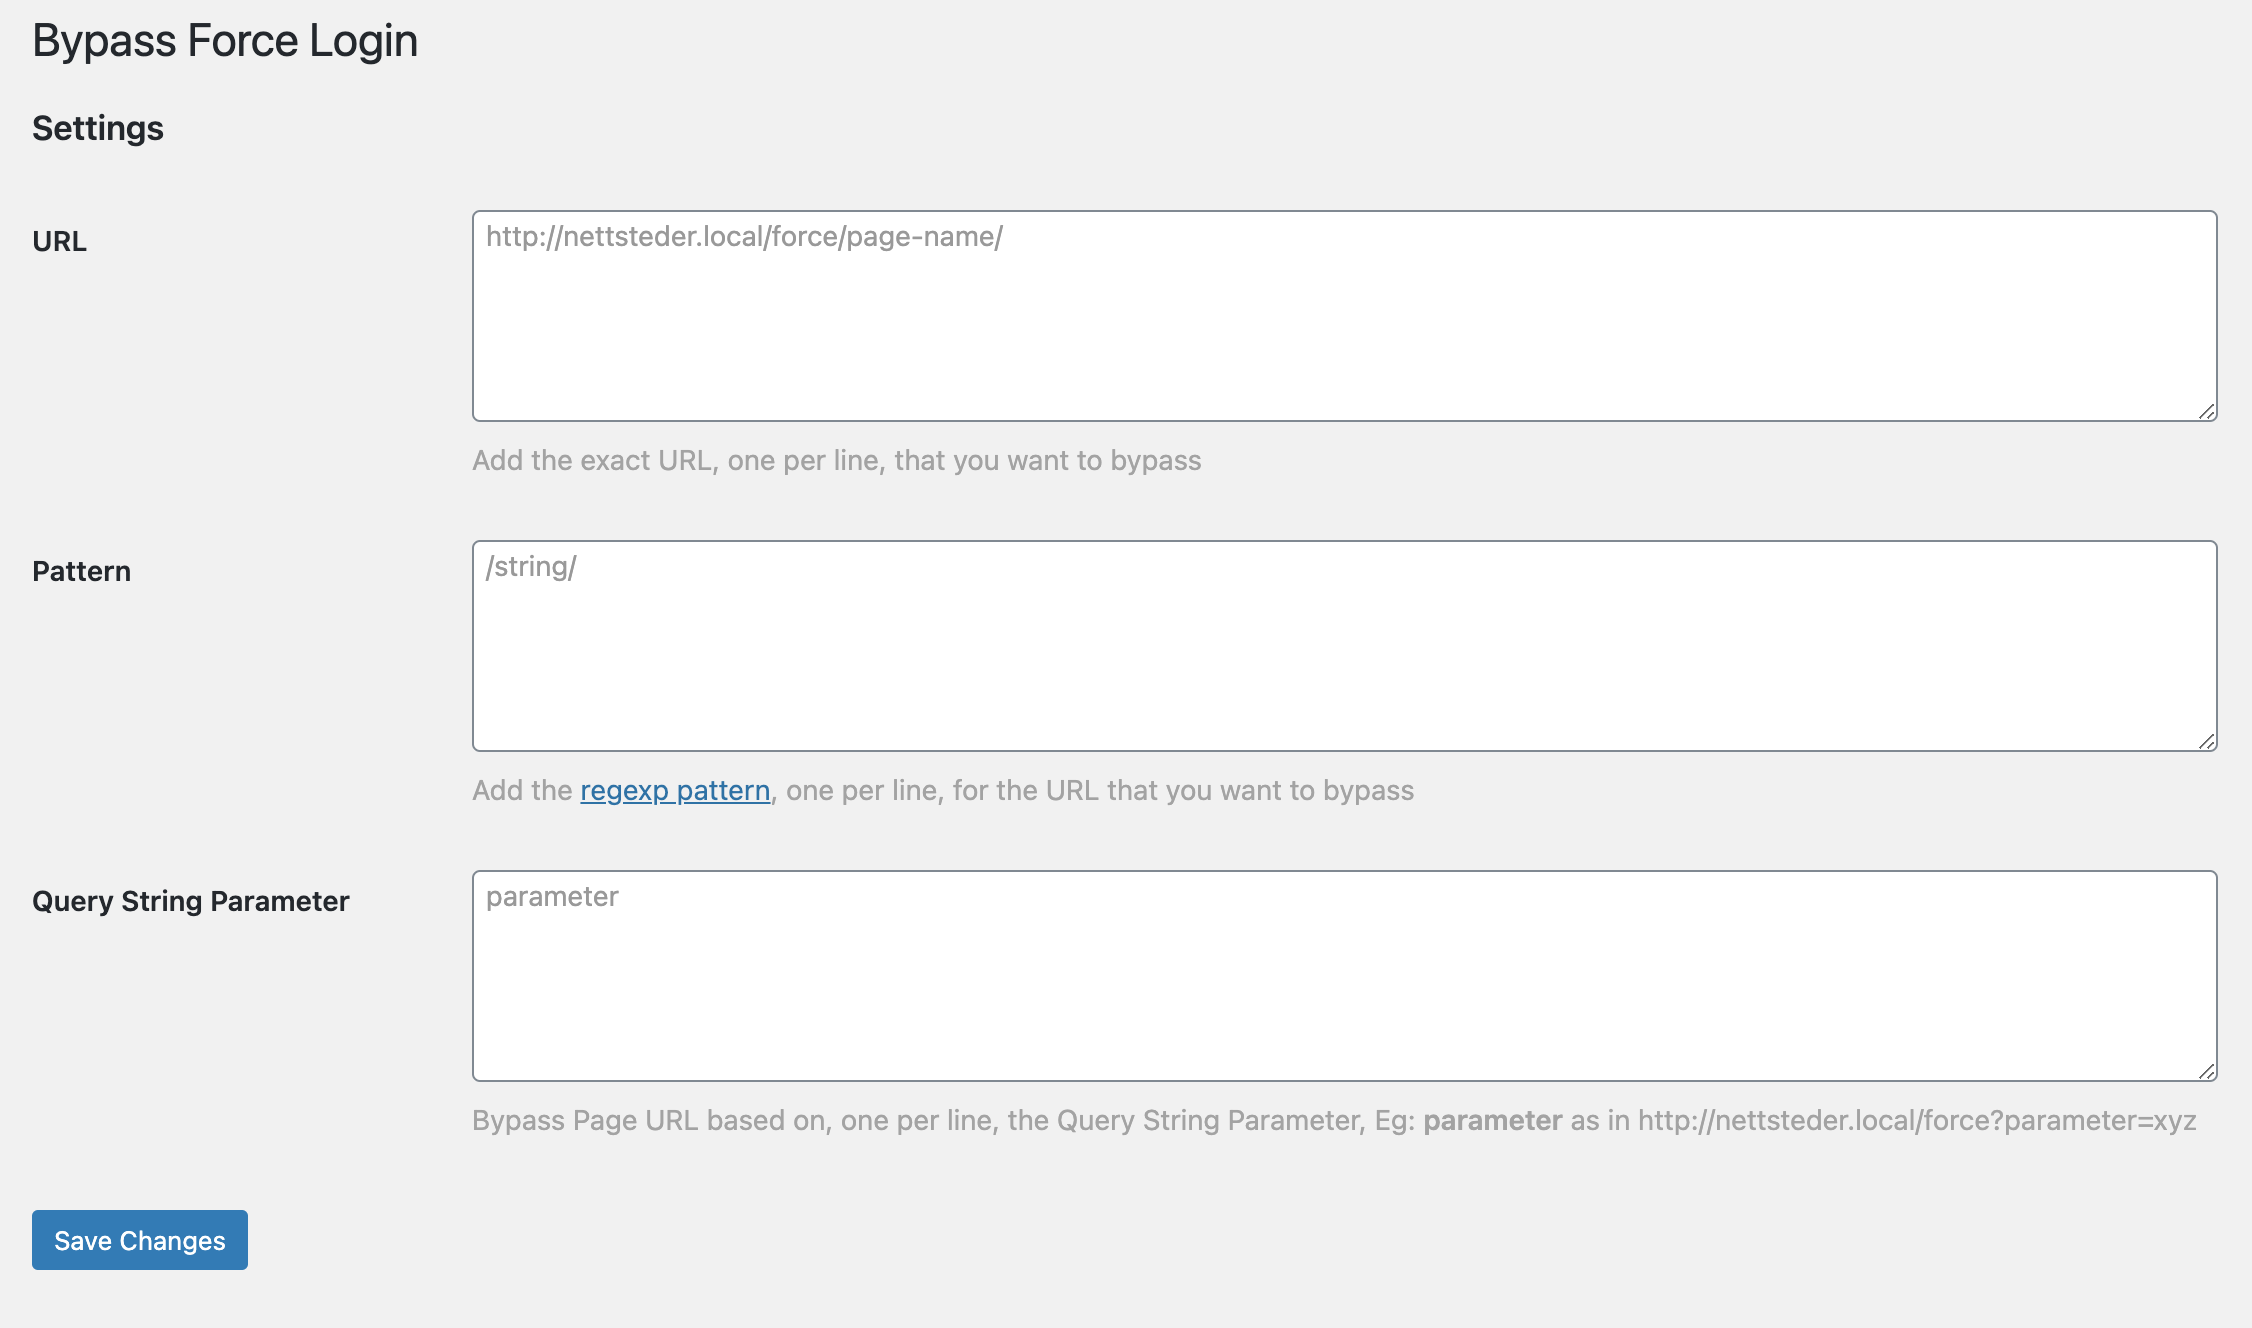 Bypass Force Login
Settings
URL
http://nettsteder.local/force/page-name/
Add the exact URL, one per line, that you want to bypass
Pattern
/string/
Add the regexp pattern, one per line, for the URL that you want to bypass
Query String Parameter
parameter
Bypass Page URL based on, one per line, the Query String Parameter, Eg: parameter as in http://nettsteder.local/force?parameter=xyz
Save Changes